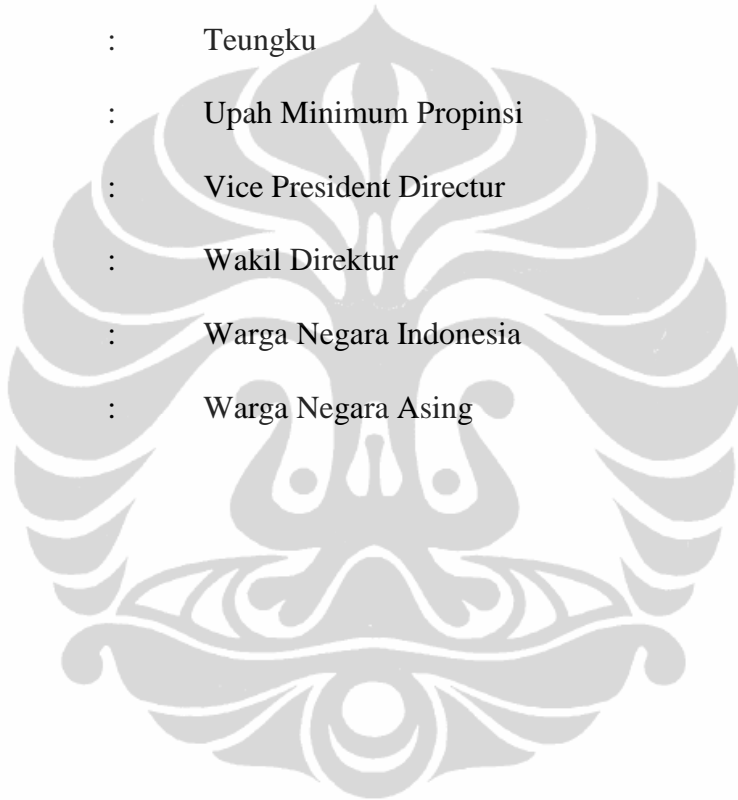 : Teungku
: Upah Minimum Propinsi
: Vice President Directur
: Wakil Direktur
: Warga Negara Indonesia
: Warga Negara Asing